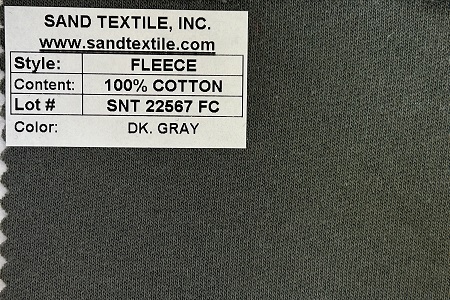 SAND TEXTILE, INC.
www.sandtextile.com
Style: FLEECE
Content: 100% COTTON
Lot # SNT 22567 FC
Color: DK. GRAY